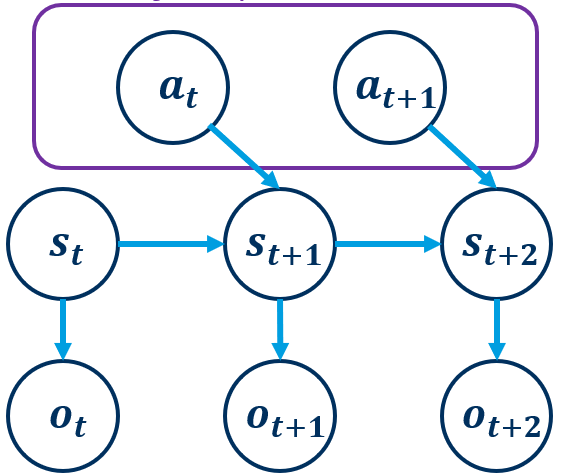 a_t a_{t+1}
s_t s_{t+1} s_{t+2}
o_t o_{t+1} o_{t+2}